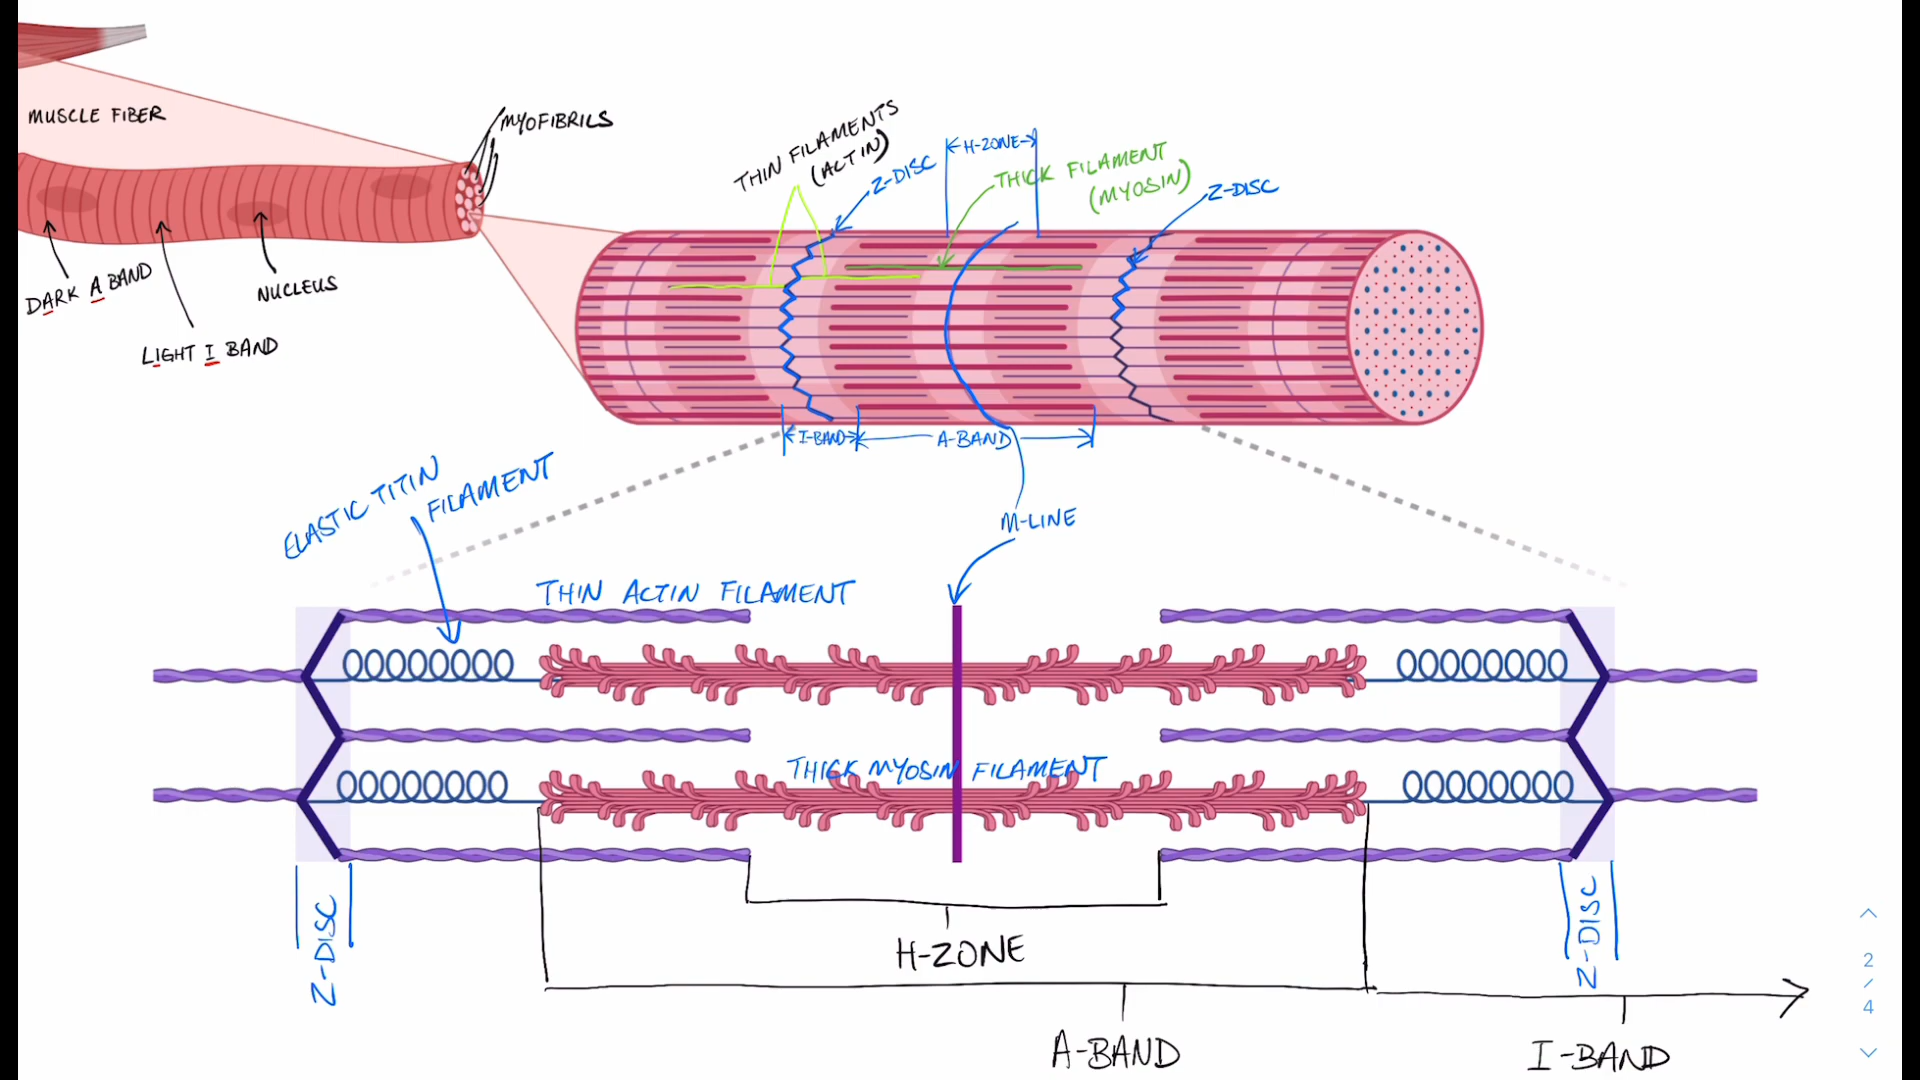 MUSCLE FIBER
MYOFIBRILS
DARK A BAND
LIGHT I BAND
NUCLEUS
THIN FILAMENTS
(ACTIN)
Z-DISC
H-ZONE
THICK FILAMENT
(MYOSIN)
Z-DISC
I-BAND
A-BAND
M-LINE
ELASTIC TITIN
FILAMENT
THIN ACTIN FILAMENT
THICK MYOSIN FILAMENT
Z-DISC
H-ZONE
Z-DISC
A-BAND
I-BAND
2
/
4